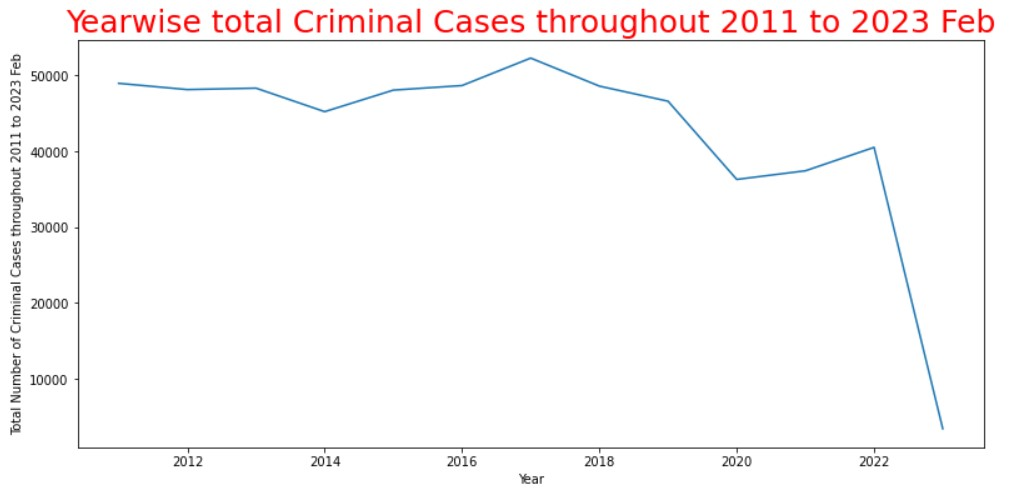 Yearwise total Criminal Cases throughout 2011 to 2023 Feb
Total Number of Criminal Cases throughout 2011 to 2023 Feb
50000
40000
30000
20000
10000
2012 2014 2016 2018 2020 2022
Year